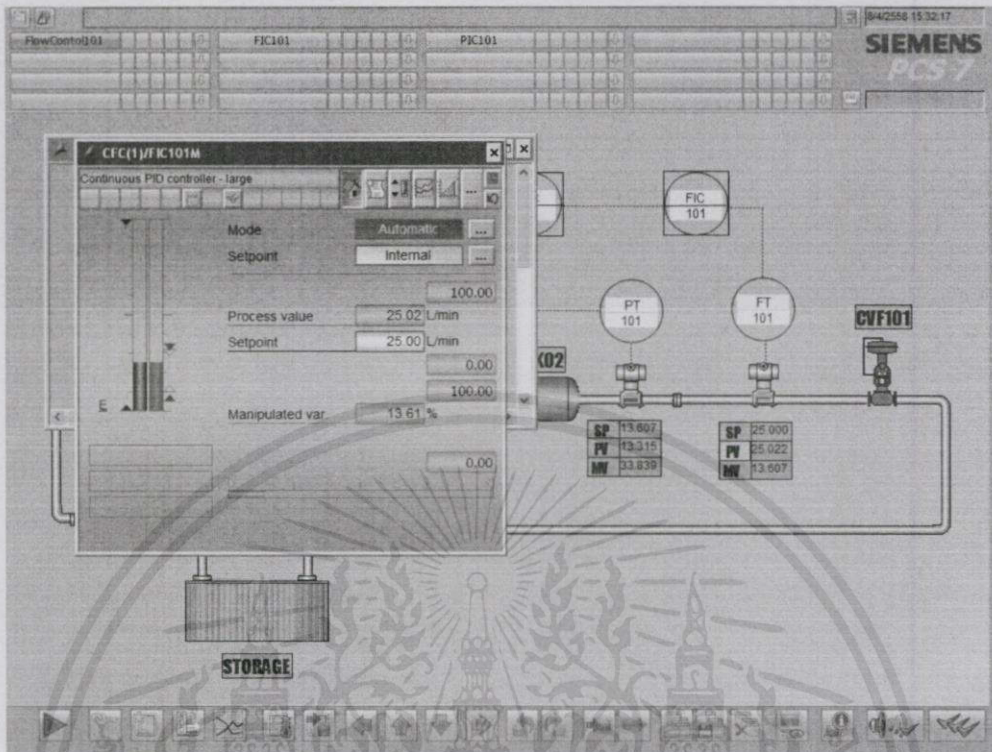 8/4/2558 15:32:17
FlowControl101 FIC101 PIC101
SIEMENS
PCS 7
CFC(1)/FIC101M
Continuous PID controller - large
...
Mode Automatic ...
Setpoint Internal ...
100.00
Process value 25.02 L/min
Setpoint 25.00 L/min
0.00
100.00
Manipulated var. 13.61 %
0.00
E
FIC
101
PT
101
FT
101
CVF101
K02
SP 13.607
PV 13.315
MV 33.839
SP 25.000
PV 25.022
MV 13.607
STORAGE